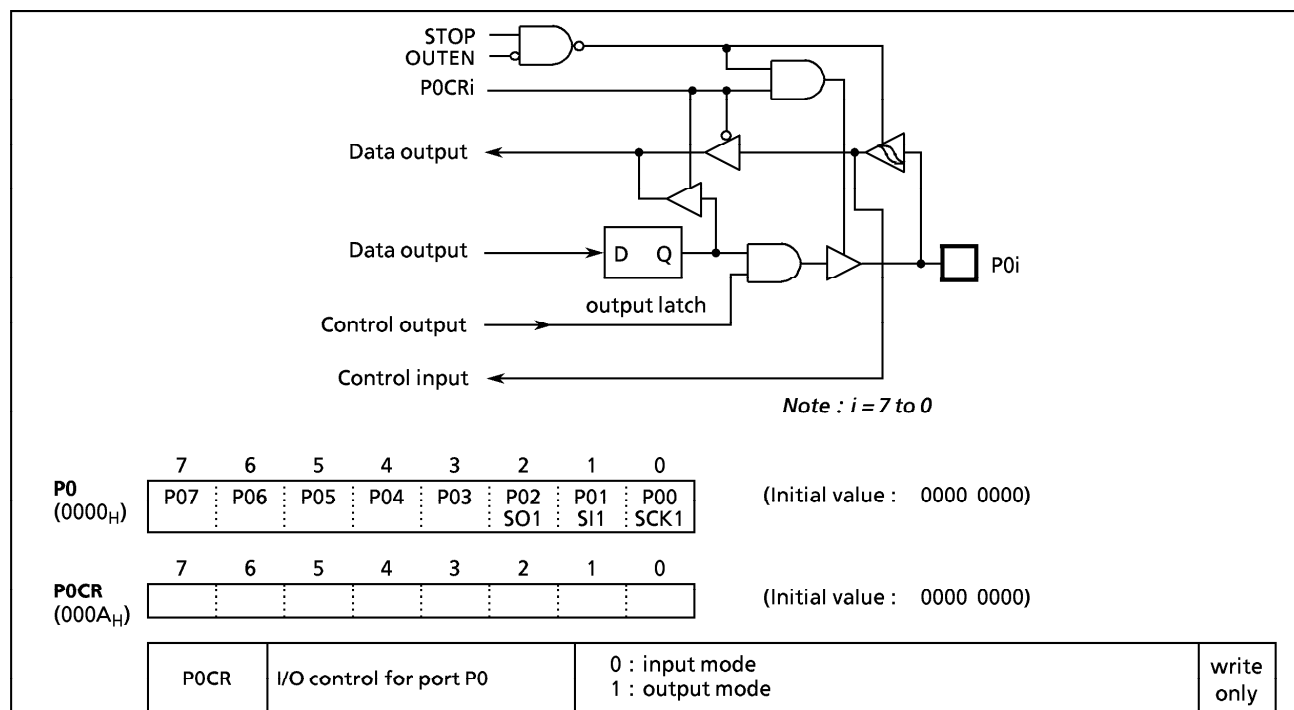 STOP
OUTEN
P0CRi
Data output
Data output
D Q
P0i
output latch
Control output
Control input
Note : i = 7 to 0
7 6 5 4 3 2 1 0
P0
(0000H)
P07 P06 P05 P04 P03 P02 P01 P00
SO1 SI1 SCK1
(Initial value : 0000 0000)
7 6 5 4 3 2 1 0
P0CR
(000AH)
(Initial value : 0000 0000)
P0CR I/O control for port P0
0 : input mode
1 : output mode
write
only